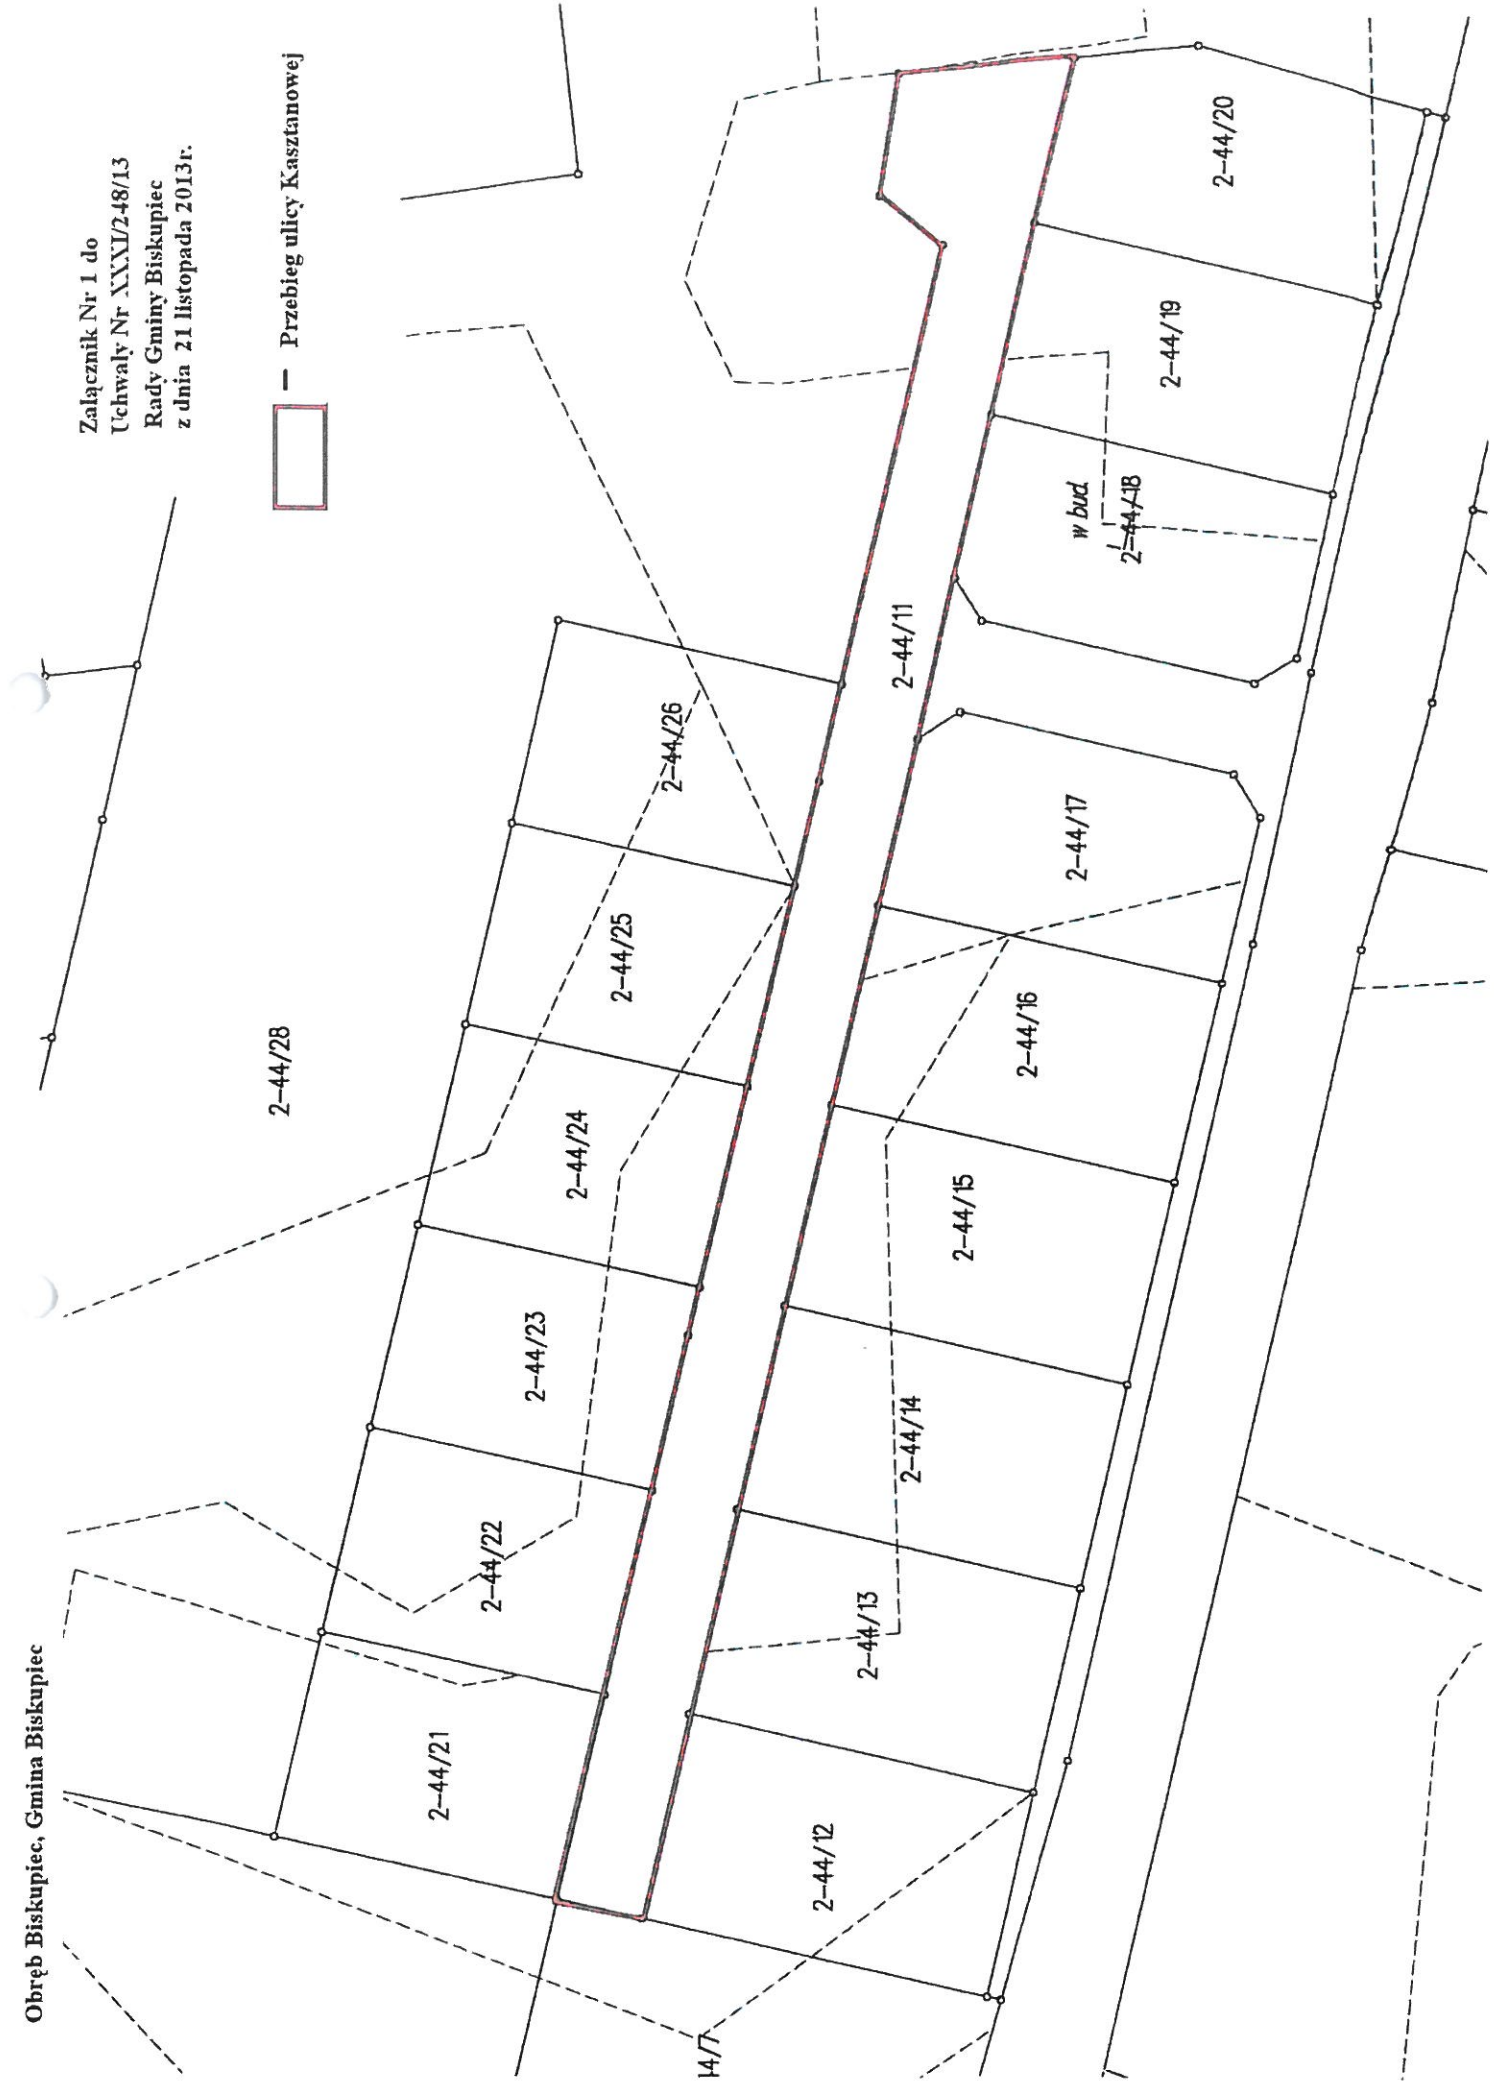 Obręb Biskupiec, Gmina Biskupiec
Załącznik Nr 1 do
Uchwały Nr XXXI/248/13
Rady Gminy Biskupiec
z dnia 21 listopada 2013r.
— Przebieg ulicy Kasztanowej
2-44/28
2-44/21
2-44/22
2-44/23
2-44/24
2-44/25
2-44/26
2-44/11
2-44/12
2-44/13
2-44/14
2-44/15
2-44/16
2-44/17
w bud.
2-44/18
2-44/19
2-44/20
14/7